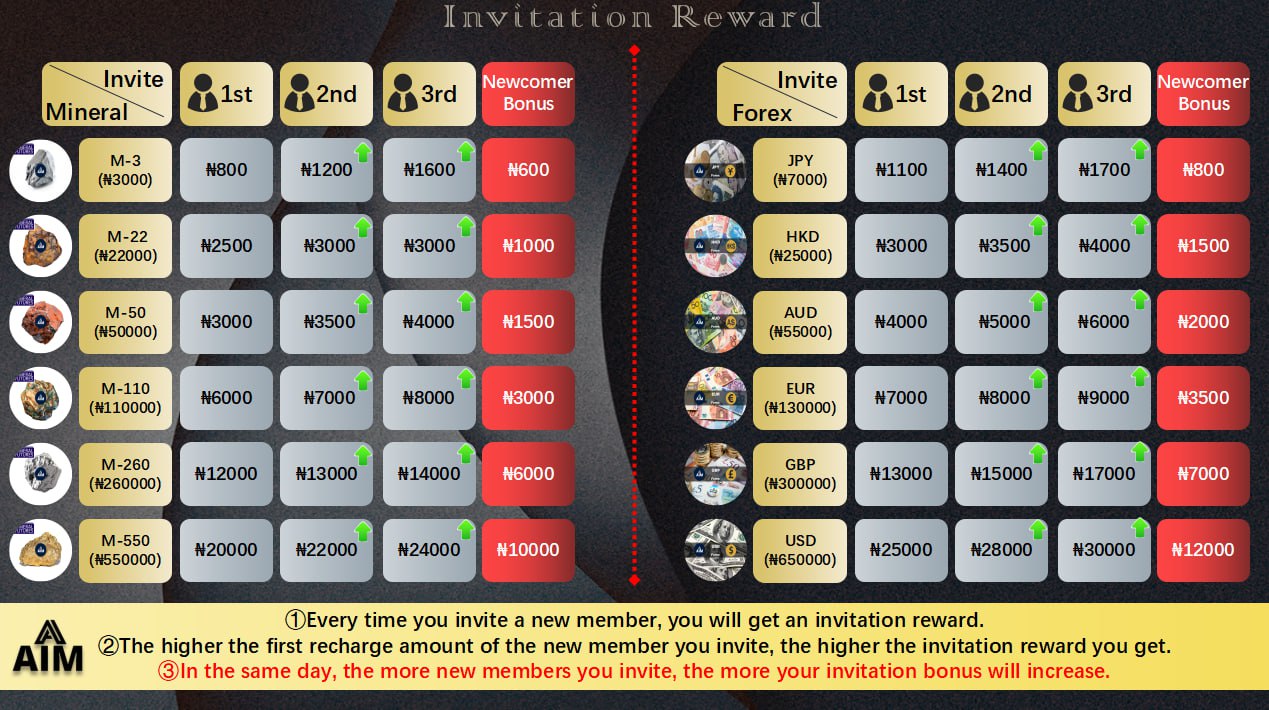 Invitation Reward
Invite
Mineral
1st
2nd
3rd
Newcomer
Bonus
M-3
(₦3000)
₦800
₦1200
₦1600
₦600
M-22
(₦22000)
₦2500
₦3000
₦3000
₦1000
M-50
(₦50000)
₦3000
₦3500
₦4000
₦1500
M-110
(₦110000)
₦6000
₦7000
₦8000
₦3000
M-260
(₦260000)
₦12000
₦13000
₦14000
₦6000
M-550
(₦550000)
₦20000
₦22000
₦24000
₦10000
Invite
Forex
1st
2nd
3rd
Newcomer
Bonus
JPY
(₦7000)
₦1100
₦1400
₦1700
₦800
HKD
(₦25000)
₦3000
₦3500
₦4000
₦1500
AUD
(₦55000)
₦4000
₦5000
₦6000
₦2000
EUR
(₦130000)
₦7000
₦8000
₦9000
₦3500
GBP
(₦300000)
₦13000
₦15000
₦17000
₦7000
USD
(₦650000)
₦25000
₦28000
₦30000
₦12000
AIM
①Every time you invite a new member, you will get an invitation reward.
②The higher the first recharge amount of the new member you invite, the higher the invitation reward you get.
③In the same day, the more new members you invite, the more your invitation bonus will increase.